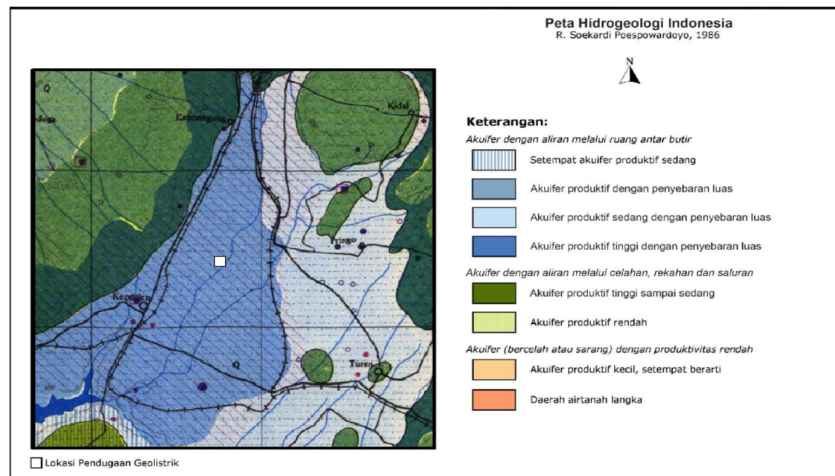 Peta Hidrogeologi Indonesia
R. Soekardi Poespowardoyo, 1986
N
Keterangan:
Akuifer dengan aliran melalui ruang antar butir
Setempat akuifer produktif sedang
Akuifer produktif dengan penyebaran luas
Akuifer produktif sedang dengan penyebaran luas
Akuifer produktif tinggi dengan penyebaran luas
Akuifer dengan aliran melalui celahan, rekahan dan saluran
Akuifer produktif tinggi sampai sedang
Akuifer produktif rendah
Akuifer (bercelah atau sarang) dengan produktivitas rendah
Akuifer produktif kecil, setempat berarti
Daerah airtanah langka
Q
Kidal
Turen
Q
Lokasi Pendugaan Geolistrik